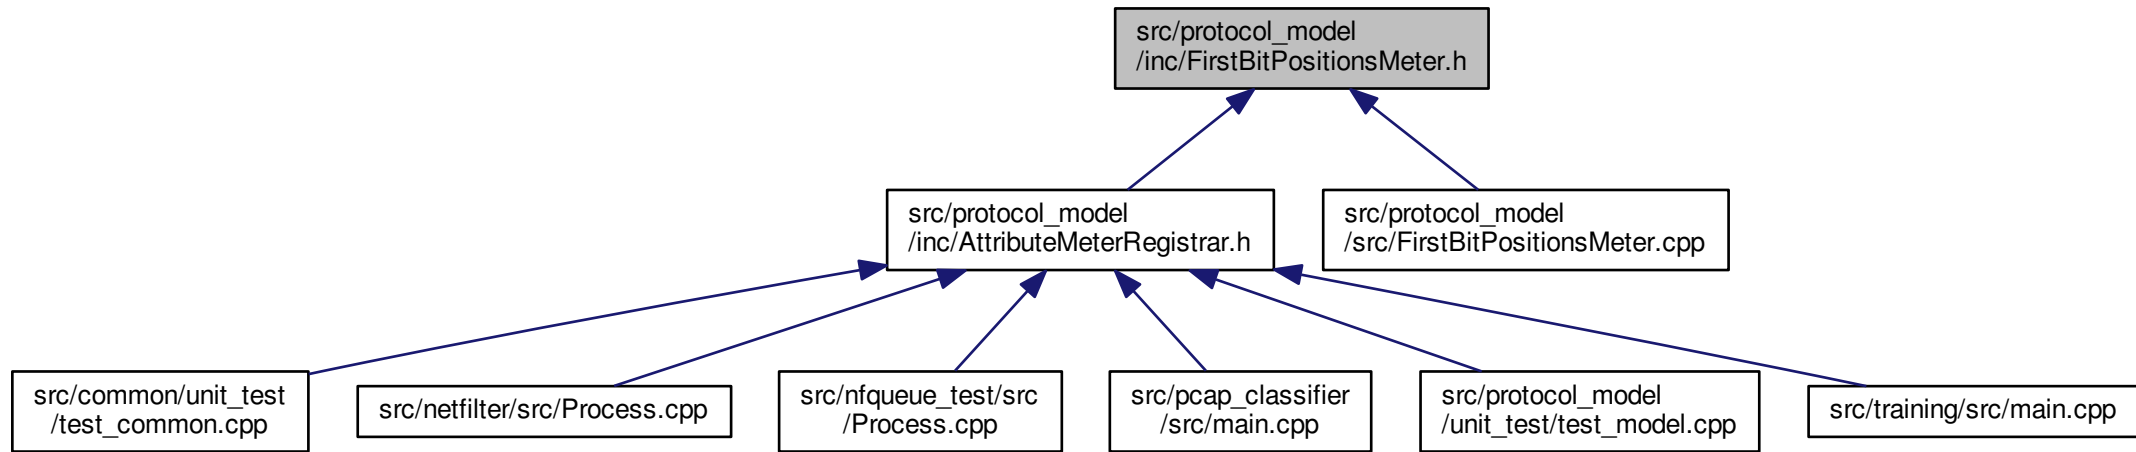 src/protocol_model
/inc/FirstBitPositionsMeter.h
src/protocol_model
/inc/AttributeMeterRegistrar.h
src/protocol_model
/src/FirstBitPositionsMeter.cpp
src/common/unit_test
/test_common.cpp
src/netfilter/src/Process.cpp
src/nfqueue_test/src
/Process.cpp
src/pcap_classifier
/src/main.cpp
src/protocol_model
/unit_test/test_model.cpp
src/training/src/main.cpp